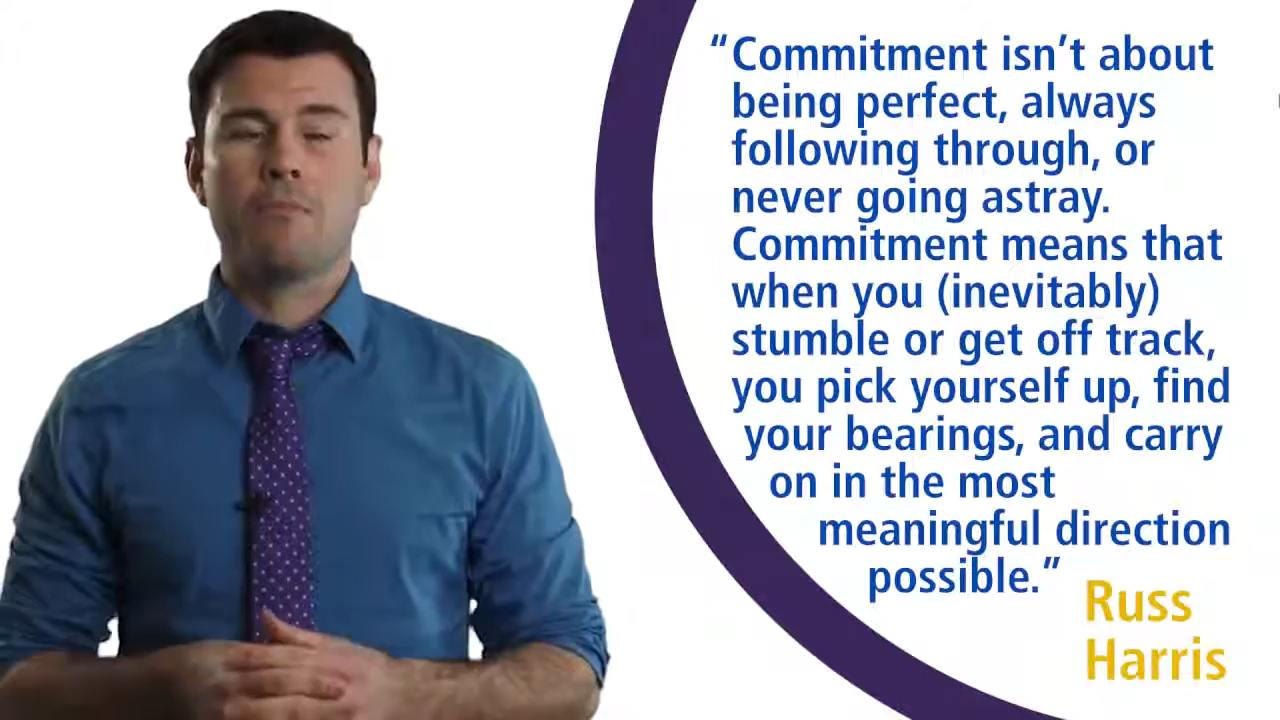 “Commitment isn’t about
being perfect, always
following through, or
never going astray.
Commitment means that
when you (inevitably)
stumble or get off track,
you pick yourself up, find
your bearings, and carry
on in the most
meaningful direction
possible.”
Russ
Harris